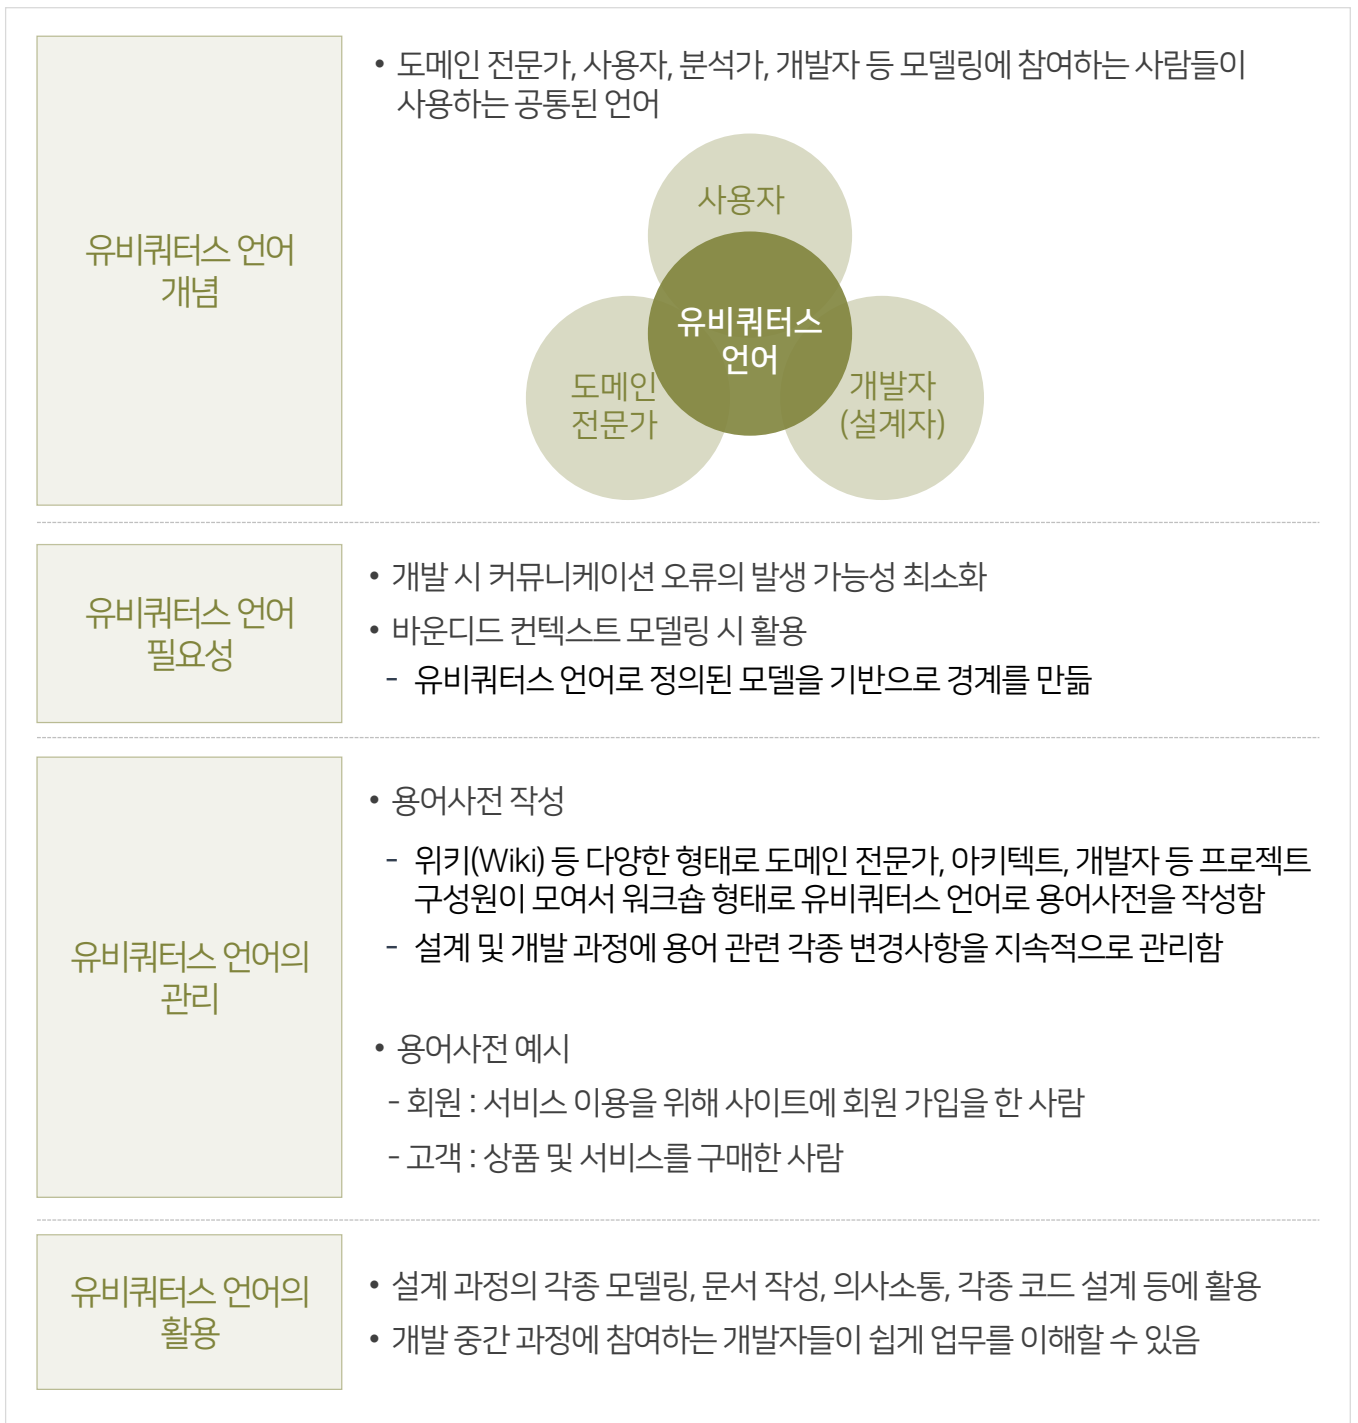 유비쿼터스 언어
개념
• 도메인 전문가, 사용자, 분석가, 개발자 등 모델링에 참여하는 사람들이
사용하는 공통된 언어
사용자
유비쿼터스
언어
도메인
전문가
개발자
(설계자)
유비쿼터스 언어
필요성
• 개발 시 커뮤니케이션 오류의 발생 가능성 최소화
• 바운디드 컨텍스트 모델링 시 활용
- 유비쿼터스 언어로 정의된 모델을 기반으로 경계를 만듦
유비쿼터스 언어의
관리
• 용어사전 작성
- 위키(Wiki) 등 다양한 형태로 도메인 전문가, 아키텍트, 개발자 등 프로젝트
구성원이 모여서 워크숍 형태로 유비쿼터스 언어로 용어사전을 작성함
- 설계 및 개발 과정에 용어 관련 각종 변경사항을 지속적으로 관리함
• 용어사전 예시
- 회원 : 서비스 이용을 위해 사이트에 회원 가입을 한 사람
- 고객 : 상품 및 서비스를 구매한 사람
유비쿼터스 언어의
활용
• 설계 과정의 각종 모델링, 문서 작성, 의사소통, 각종 코드 설계 등에 활용
• 개발 중간 과정에 참여하는 개발자들이 쉽게 업무를 이해할 수 있음